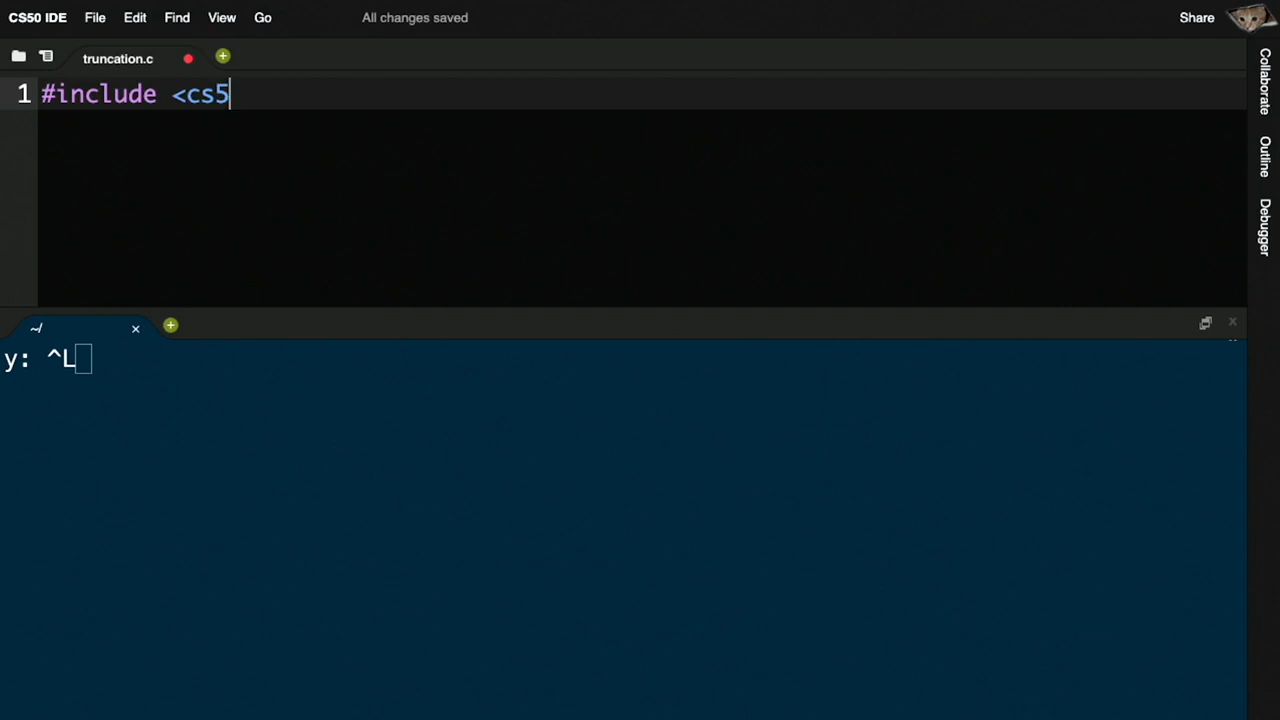 CS50 IDE File Edit Find View Go All changes saved Share
truncation.c
1 #include <cs5
~/
y: ^L
Collaborate
Outline
Debugger